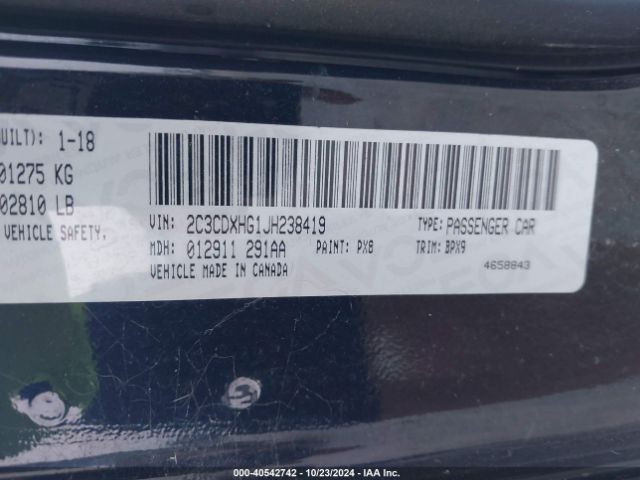 BUILT): 1-18
01275 KG
02810 LB
VEHICLE SAFETY,
VIN: 2C3CDXHG1JH238419
TYPE: PASSENGER CAR
MDH: 012911 291AA
PAINT: PX8
TRIM: BPX9
VEHICLE MADE IN CANADA
4658843
000-40542742 - 10/23/2024 - IAA Inc.